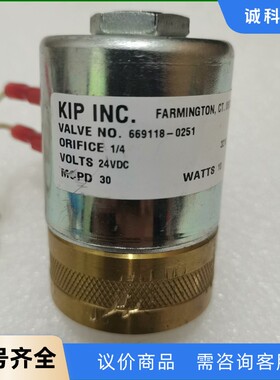 诚科
KIP INC. FARMINGTON, CT.
VALVE NO. 669118-0251
ORIFICE 1/4
VOLTS 24VDC
MOPD 30 WATTS
号齐全 议价商品 需咨询客